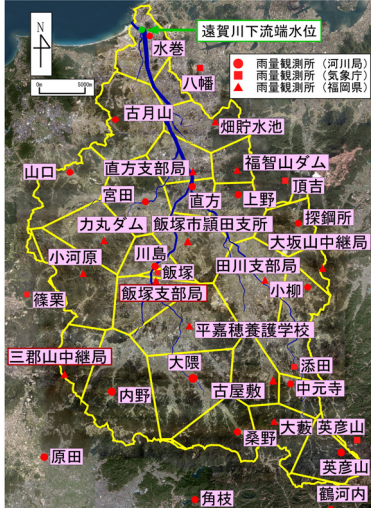 遠賀川下流端水位
N
水巻
八幡
0m 5000m
雨量観測所(河川局)
雨量観測所(気象庁)
雨量観測所(福岡県)
古月山
畑貯水池
山口
直方支部局
福智山ダム
頂吉
宮田
直方
上野
力丸ダム
飯塚市頴田支所
採銅所
大坂山中継局
小河原
川島
飯塚
田川支部局
篠栗
飯塚支部局
小柳
平嘉穂養護学校
三郡山中継局
大隈
添田
内野
古屋敷
中元寺
大藪
英彦山
桑野
原田
英彦山
角枝
鶴河内